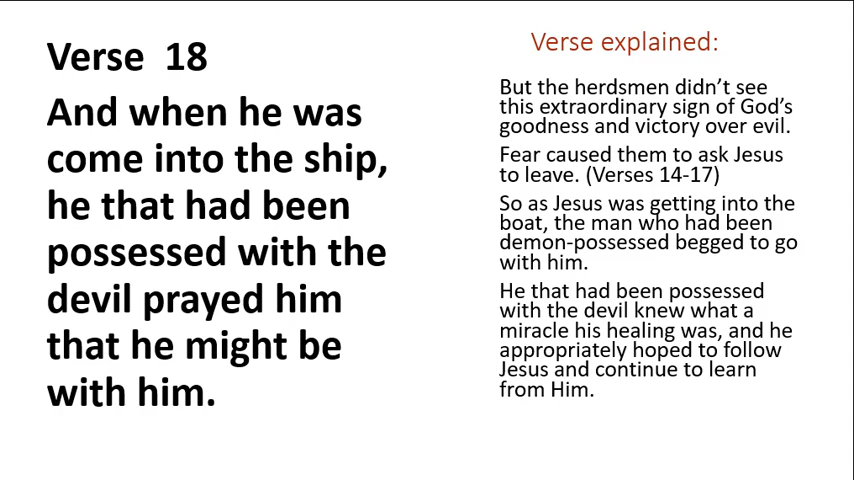 Verse  18
And when he was
come into the ship,
he that had been
possessed with the
devil prayed him
that he might be
with him.
Verse explained:
But the herdsmen didn’t see
this extraordinary sign of God’s
goodness and victory over evil.
Fear caused them to ask Jesus
to leave. (Verses 14-17)
So as Jesus was getting into the
boat, the man who had been
demon-possessed begged to go
with him.
He that had been possessed
with the devil knew what a
miracle his healing was, and he
appropriately hoped to follow
Jesus and continue to learn
from Him.